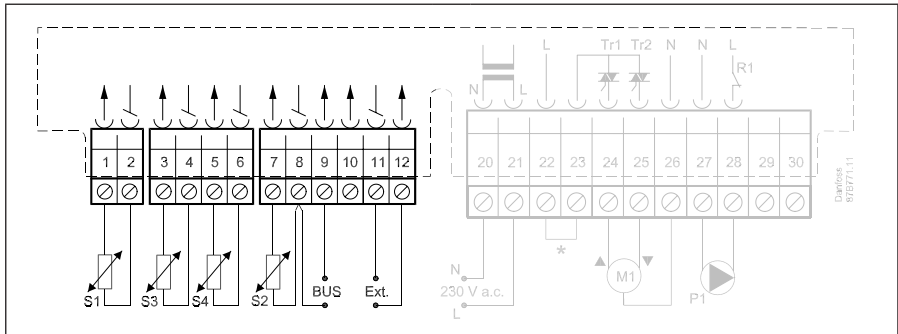 L Tr1 Tr2 N N L
R1
N L
1 2 3 4 5 6 7 8 9 10 11 12 20 21 22 23 24 25 26 27 28 29 30
Danfoss
87B771.11
*
S1 S3 S4 S2 BUS Ext. N 230 V a.c. L M1 P1